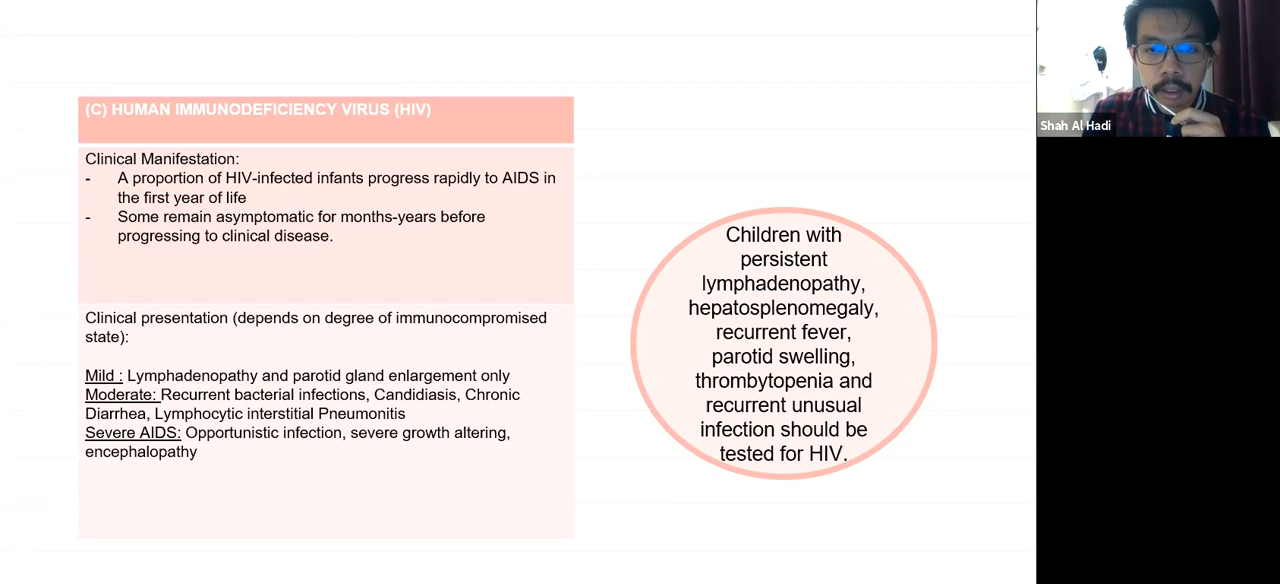 (C) HUMAN IMMUNODEFICIENCY VIRUS (HIV)
Clinical Manifestation:
- A proportion of HIV-infected infants progress rapidly to AIDS in
the first year of life
- Some remain asymptomatic for months-years before
progressing to clinical disease.
Clinical presentation (depends on degree of immunocompromised
state):
Mild : Lymphadenopathy and parotid gland enlargement only
Moderate: Recurrent bacterial infections, Candidiasis, Chronic
Diarrhea, Lymphocytic interstitial Pneumonitis
Severe AIDS: Opportunistic infection, severe growth altering,
encephalopathy
Children with
persistent
lymphadenopathy,
hepatosplenomegaly,
recurrent fever,
parotid swelling,
thrombytopenia and
recurrent unusual
infection should be
tested for HIV.
Shah Al Hadi